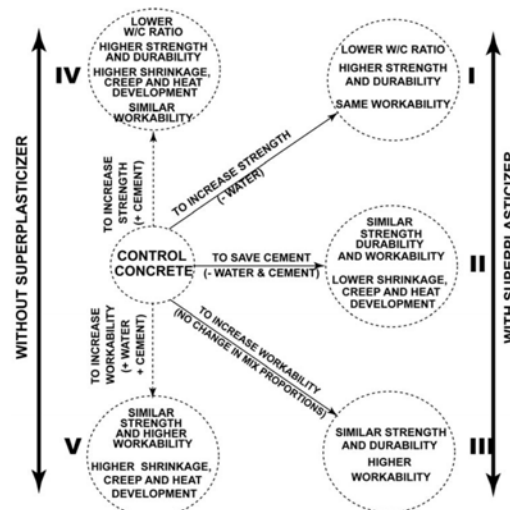 WITHOUT SUPERPLASTICIZER
IV
LOWER
W/C RATIO
HIGHER STRENGTH
AND DURABILITY
HIGHER SHRINKAGE,
CREEP AND HEAT
DEVELOPMENT
SIMILAR
WORKABILITY
LOWER W/C RATIO
HIGHER STRENGTH
AND DURABILITY
SAME WORKABILITY
I
TO INCREASE
STRENGTH
(+ CEMENT)
TO INCREASE STRENGTH
(- WATER)
CONTROL
CONCRETE
TO SAVE CEMENT
(- WATER & CEMENT)
SIMILAR
STRENGTH
DURABILITY
AND WORKABILITY
LOWER SHRINKAGE,
CREEP AND HEAT
DEVELOPMENT
II
TO INCREASE
WORKABILITY
(+ WATER
+ CEMENT)
TO INCREASE WORKABILITY
(NO CHANGE IN MIX PROPORTIONS)
V
SIMILAR
STRENGTH
AND HIGHER
WORKABILITY
HIGHER SHRINKAGE,
CREEP AND HEAT
DEVELOPMENT
SIMILAR STRENGTH
AND DURABILITY
HIGHER
WORKABILITY
III
WITH SUPERPLASTICIZER